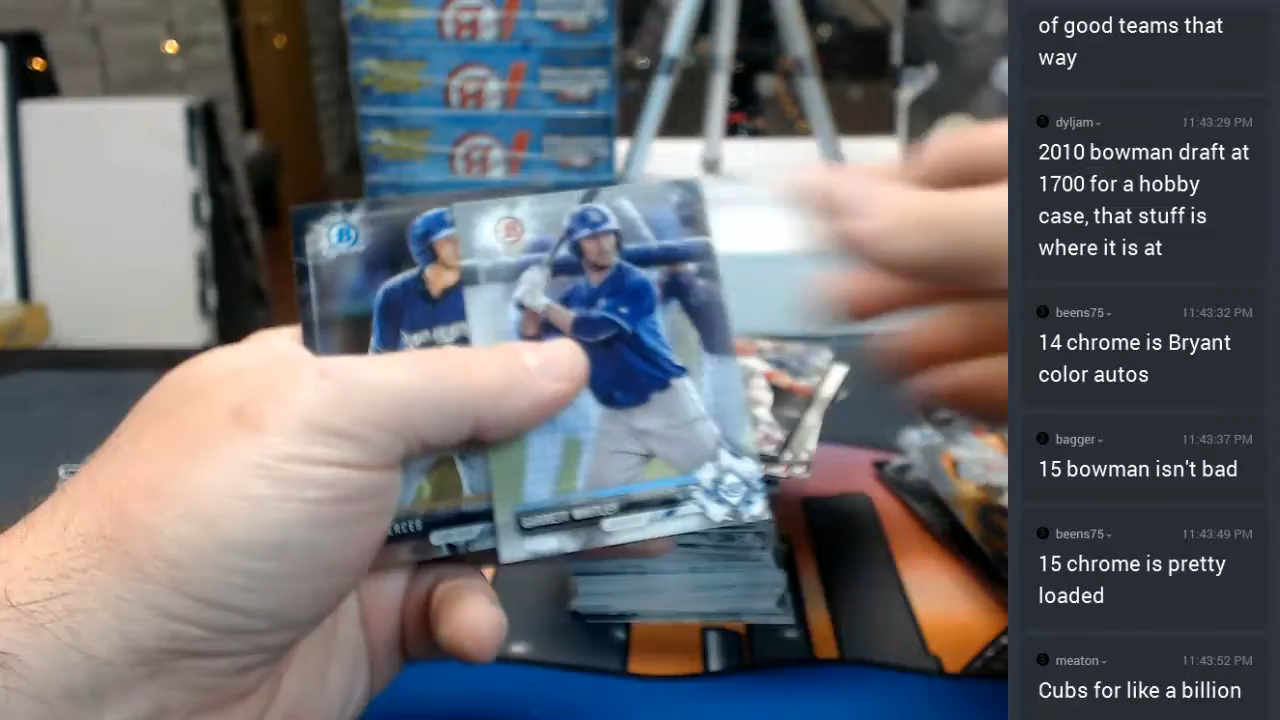 of good teams that
way
dyljam
11:43:29 PM
2010 bowman draft at
1700 for a hobby
case, that stuff is
where it is at
beens75
11:43:32 PM
14 chrome is Bryant
color autos
bagger
11:43:37 PM
15 bowman isn't bad
beens75
11:43:49 PM
15 chrome is pretty
loaded
meaton
11:43:52 PM
Cubs for like a billion
B
B